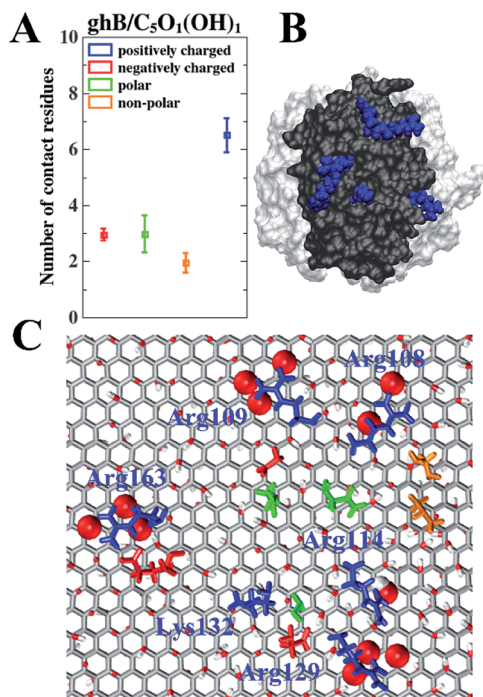 A
ghB/C5O1(OH)1
Number of contact residues
10
8
6
4
2
0
positively charged
negatively charged
polar
non-polar
B
C
Arg108
Arg109
Arg163
Arg114
Lys132
Arg129